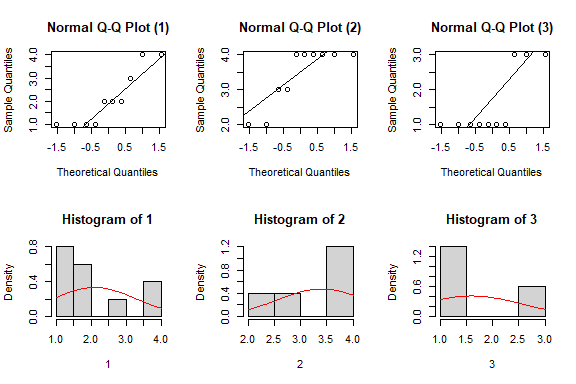 Normal Q-Q Plot (1)
Sample Quantiles
1.0 2.0 3.0 4.0
-1.5 -0.5 0.5 1.5
Theoretical Quantiles
Normal Q-Q Plot (2)
Sample Quantiles
2.0 3.0 4.0
-1.5 -0.5 0.5 1.5
Theoretical Quantiles
Normal Q-Q Plot (3)
Sample Quantiles
1.0 2.0 3.0
-1.5 -0.5 0.5 1.5
Theoretical Quantiles
Histogram of 1
Density
0.0 0.4 0.8
1.0 2.0 3.0 4.0
1
Histogram of 2
Density
0.0 0.4 0.8 1.2
2.0 2.5 3.0 3.5 4.0
2
Histogram of 3
Density
0.0 0.6 1.2
1.0 1.5 2.0 2.5 3.0
3